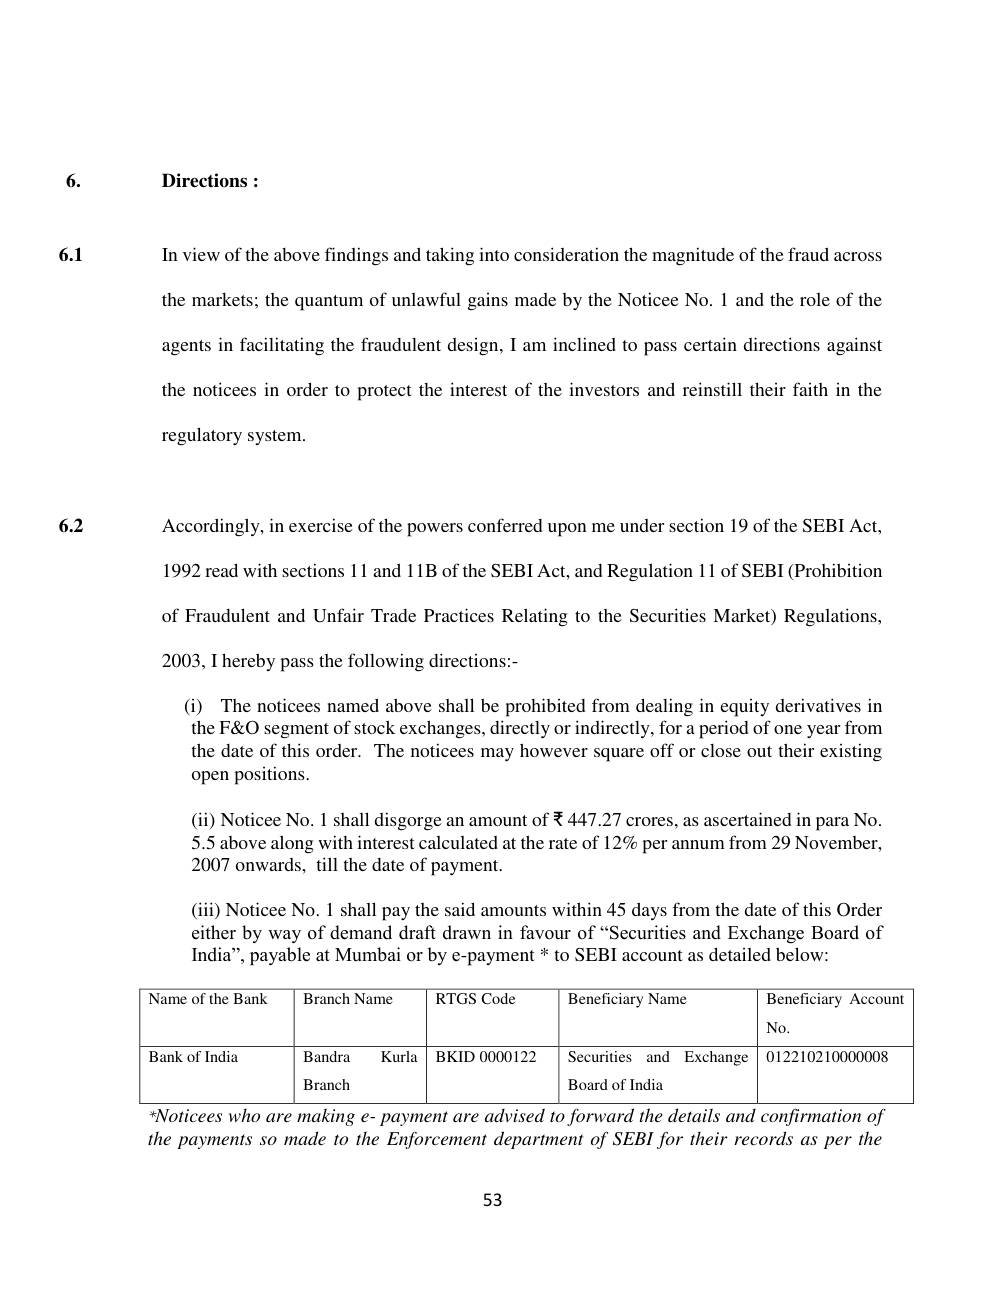 6. Directions :
6.1 In view of the above findings and taking into consideration the magnitude of the fraud across
the markets; the quantum of unlawful gains made by the Noticee No. 1 and the role of the
agents in facilitating the fraudulent design, I am inclined to pass certain directions against
the noticees in order to protect the interest of the investors and reinstill their faith in the
regulatory system.
6.2 Accordingly, in exercise of the powers conferred upon me under section 19 of the SEBI Act,
1992 read with sections 11 and 11B of the SEBI Act, and Regulation 11 of SEBI (Prohibition
of Fraudulent and Unfair Trade Practices Relating to the Securities Market) Regulations,
2003, I hereby pass the following directions:-
(i) The noticees named above shall be prohibited from dealing in equity derivatives in
the F&O segment of stock exchanges, directly or indirectly, for a period of one year from
the date of this order. The noticees may however square off or close out their existing
open positions.
(ii) Noticee No. 1 shall disgorge an amount of ₹ 447.27 crores, as ascertained in para No.
5.5 above along with interest calculated at the rate of 12% per annum from 29 November,
2007 onwards, till the date of payment.
(iii) Noticee No. 1 shall pay the said amounts within 45 days from the date of this Order
either by way of demand draft drawn in favour of “Securities and Exchange Board of
India”, payable at Mumbai or by e-payment * to SEBI account as detailed below:
Name of the Bank Branch Name RTGS Code Beneficiary Name Beneficiary Account
No.
Bank of India Bandra Kurla BKID 0000122 Securities and Exchange 012210210000008
Branch Board of India
*Noticees who are making e- payment are advised to forward the details and confirmation of
the payments so made to the Enforcement department of SEBI for their records as per the
53